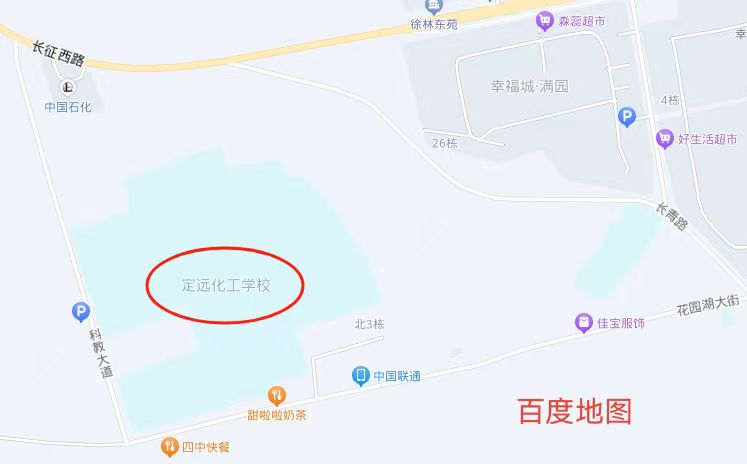 徐林东苑
淼蕊超市
幸
长征西路
中国石化
幸福城·满园
4栋
P
26栋
好生活超市
长青路
定远化工学校
P
科教大道
北3栋
佳宝服饰
花园湖大街
中国联通
甜啦啦奶茶
百度地图
四中快餐